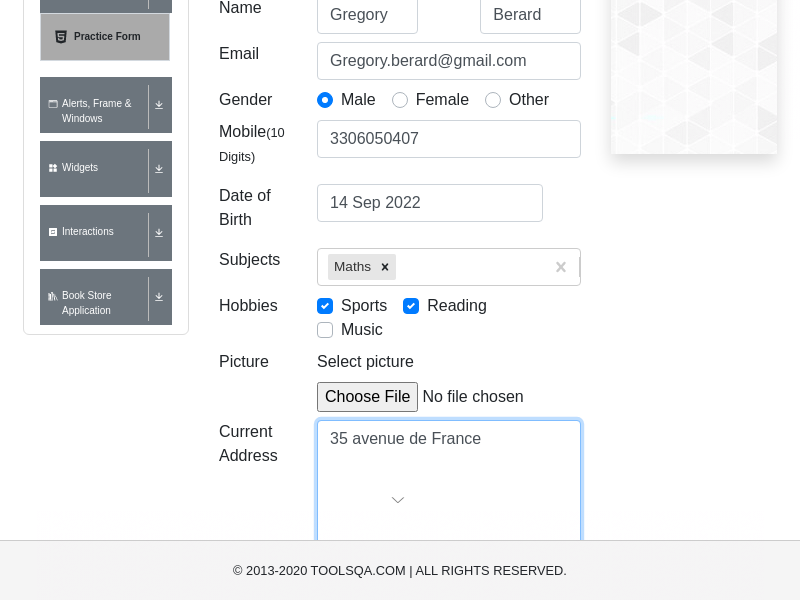 Practice Form
Alerts, Frame &
Windows
Widgets
Interactions
Book Store
Application
Name
Gregory
Berard
Email
Gregory.berard@gmail.com
Gender
Male
Female
Other
Mobile(10
Digits)
3306050407
Date of
Birth
14 Sep 2022
Subjects
Maths
Hobbies
Sports
Reading
Music
Picture
Select picture
Choose File No file chosen
Current
Address
35 avenue de France
© 2013-2020 TOOLSQA.COM | ALL RIGHTS RESERVED.